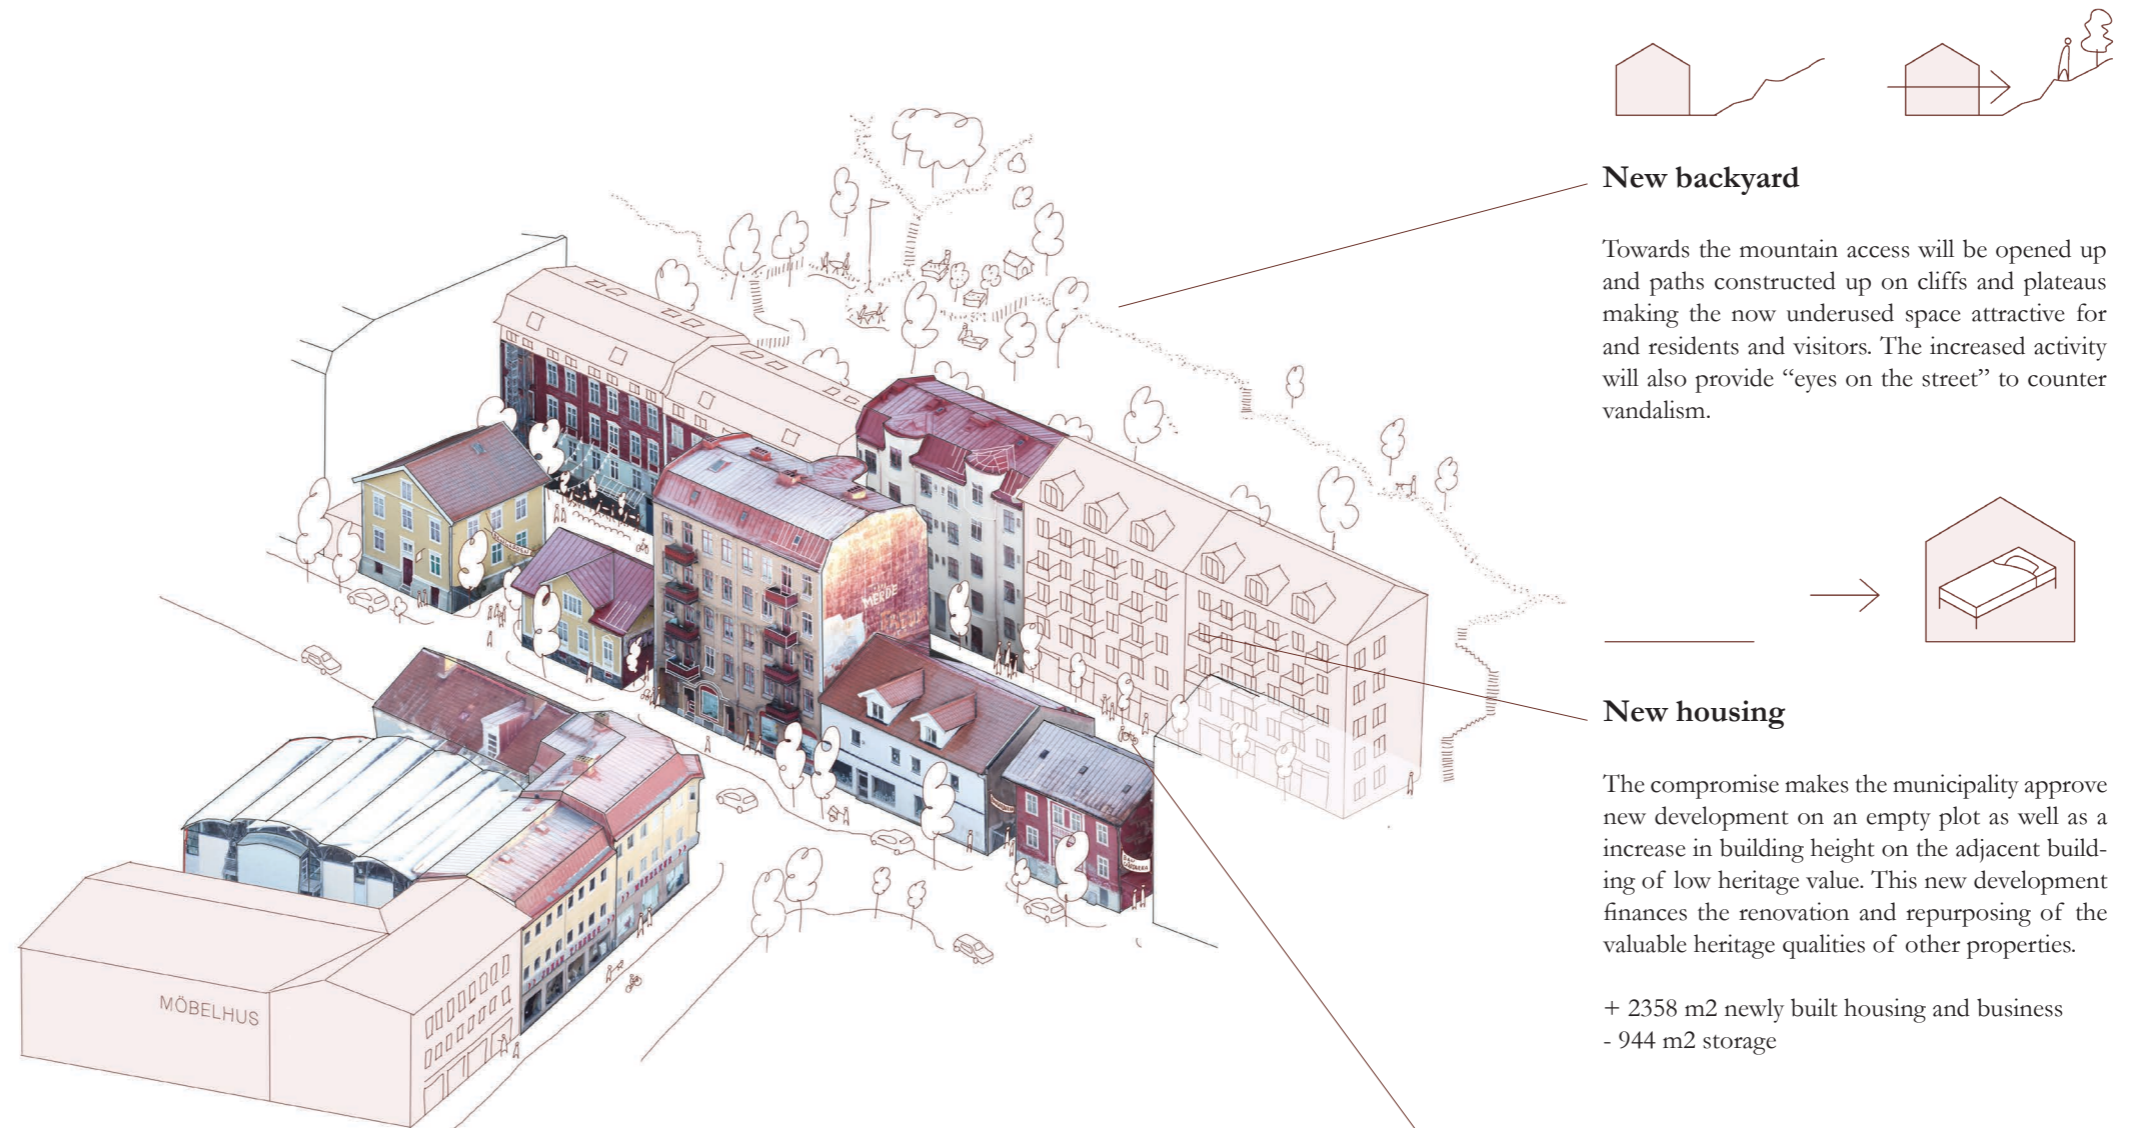 New backyard
Towards the mountain access will be opened up
and paths constructed up on cliffs and plateaus
making the now underused space attractive for
and residents and visitors. The increased activity
will also provide “eyes on the street” to counter
vandalism.
MERDE
New housing
The compromise makes the municipality approve
new development on an empty plot as well as a
increase in building height on the adjacent build-
ing of low heritage value. This new development
finances the renovation and repurposing of the
valuable heritage qualities of other properties.
+ 2358 m2 newly built housing and business
- 944 m2 storage
MÖBELHUS